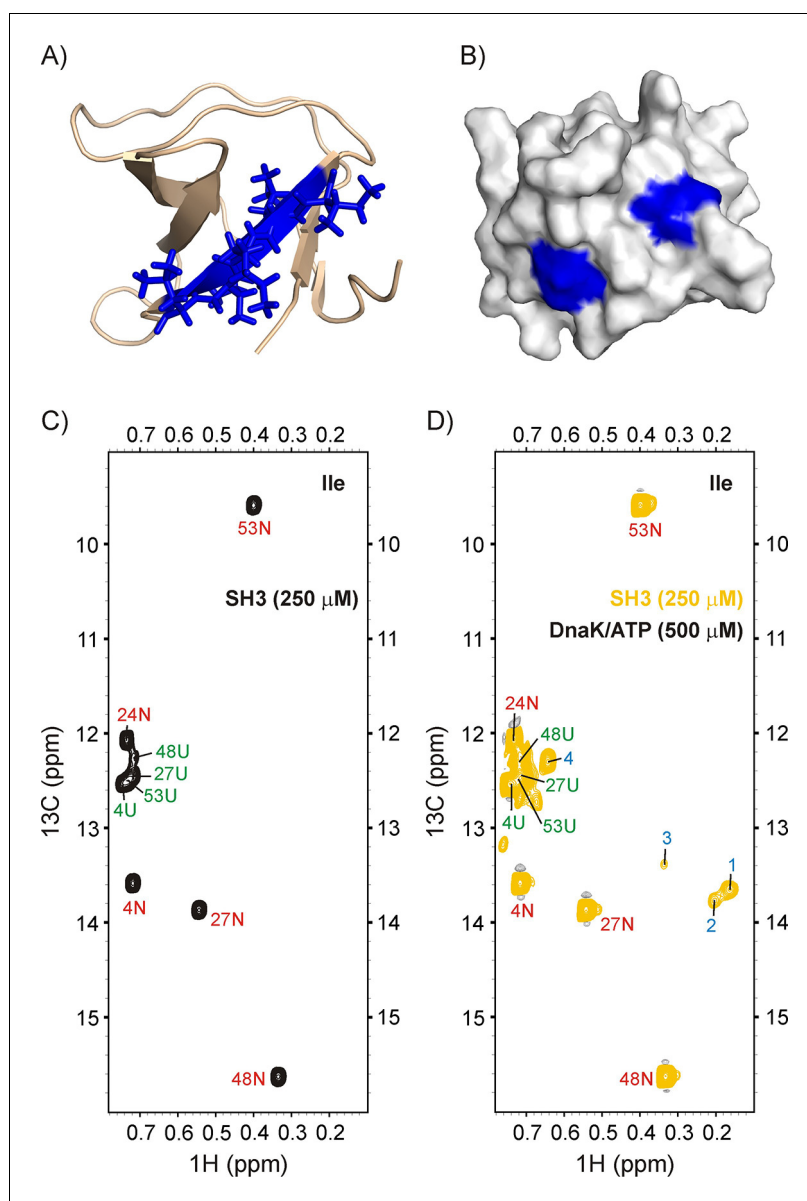 A)
B)
C)
0.7 0.6 0.5 0.4 0.3 0.2
Ile
53N
10
10
SH3 (250 μM)
11
11
12
12
24N
48U
27U
53U
4U
13
13
13C (ppm)
4N
27N
14
14
15
15
48N
0.7 0.6 0.5 0.4 0.3 0.2
1H (ppm)
D)
0.7 0.6 0.5 0.4 0.3 0.2
Ile
53N
10
10
SH3 (250 μM)
DnaK/ATP (500 μM)
11
11
12
12
24N
48U
4
27U
4U
53U
13
13
13C (ppm)
3
1
2
4N
27N
14
14
15
15
48N
0.7 0.6 0.5 0.4 0.3 0.2
1H (ppm)